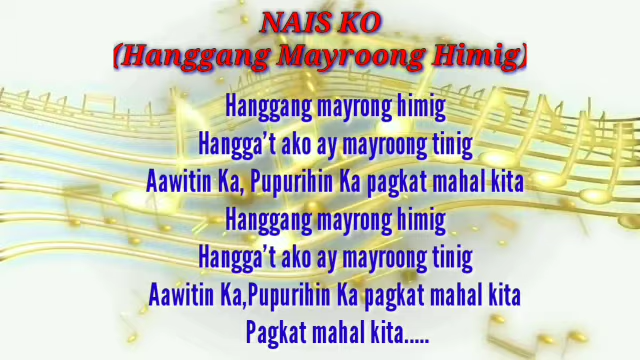 NAIS KO
(Hanggang Mayroong Himig)
Hanggang mayrong himig
Hangga't ako ay mayroong tinig
Aawitin Ka, Pupurihin Ka pagkat mahal kita
Hanggang mayrong himig
Hangga't ako ay mayroong tinig
Aawitin Ka,Pupurihin Ka pagkat mahal kita
Pagkat mahal kita.....